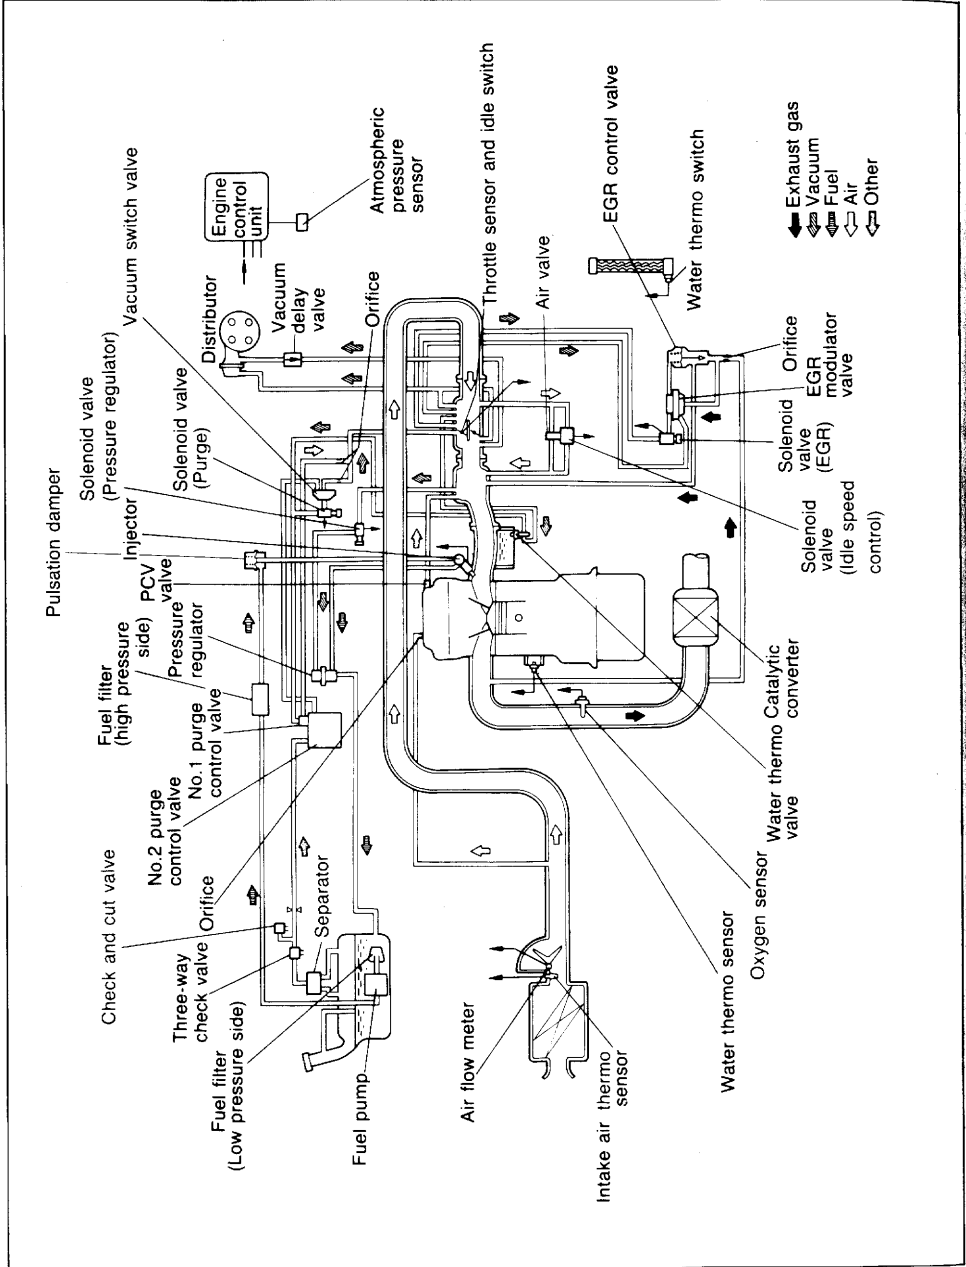 Pulsation damper
Solenoid valve
(Pressure regulator)
Injector
Solenoid valve
(Purge)
Vacuum switch valve
Distributor
Vacuum
delay
valve
Orifice
Engine
control
unit
Atmospheric
pressure
sensor
Fuel filter
(high pressure
side)
PCV
valve
Pressure
regulator
No.1 purge
control valve
No.2 purge
control valve
Check and cut valve
Orifice
Three-way
check valve
Separator
Fuel filter
(Low pressure side)
Fuel pump
Throttle sensor and idle switch
Air valve
EGR control valve
Water thermo switch
Orifice
EGR
modulator
valve
Solenoid
valve
(EGR)
Solenoid
valve
(Idle speed
control)
Catalytic
converter
Water thermo
valve
Oxygen sensor
Water thermo sensor
Air flow meter
Intake air thermo
sensor
Exhaust gas
Vacuum
Fuel
Air
Other